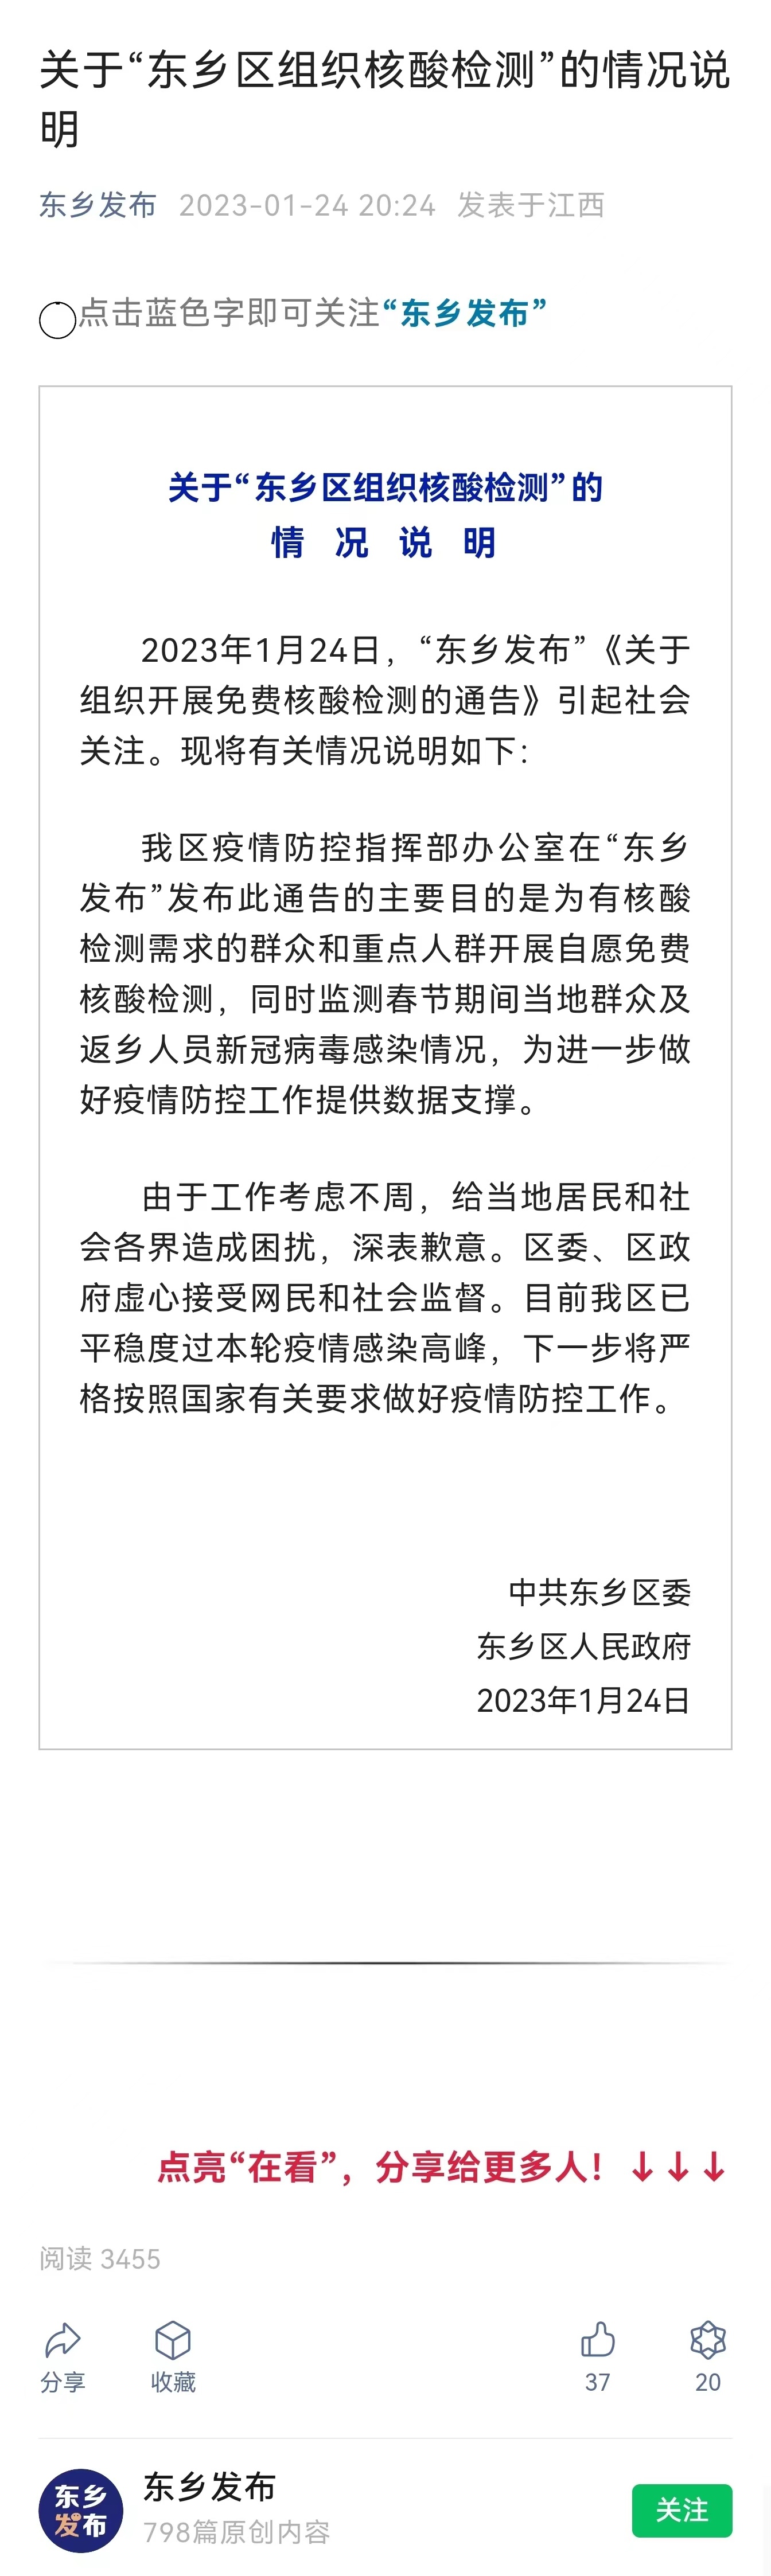 关于“东乡区组织核酸检测”的情况说
明
东乡发布 2023-01-24 20:24 发表于江西
点击蓝色字即可关注“东乡发布”
关于“东乡区组织核酸检测”的
情 况 说 明
2023年1月24日，“东乡发布”《关于
组织开展免费核酸检测的通告》引起社会
关注。现将有关情况说明如下：
我区疫情防控指挥部办公室在“东乡
发布”发布此通告的主要目的是为有核酸
检测需求的群众和重点人群开展自愿免费
核酸检测，同时监测春节期间当地群众及
返乡人员新冠病毒感染情况，为进一步做
好疫情防控工作提供数据支撑。
由于工作考虑不周，给当地居民和社
会各界造成困扰，深表歉意。区委、区政
府虚心接受网民和社会监督。目前我区已
平稳度过本轮疫情感染高峰，下一步将严
格按照国家有关要求做好疫情防控工作。
中共东乡区委
东乡区人民政府
2023年1月24日
点亮“在看”，分享给更多人！↓↓↓
阅读 3455
分享 收藏 37 20
东乡
发布
东乡发布
798篇原创内容
关注